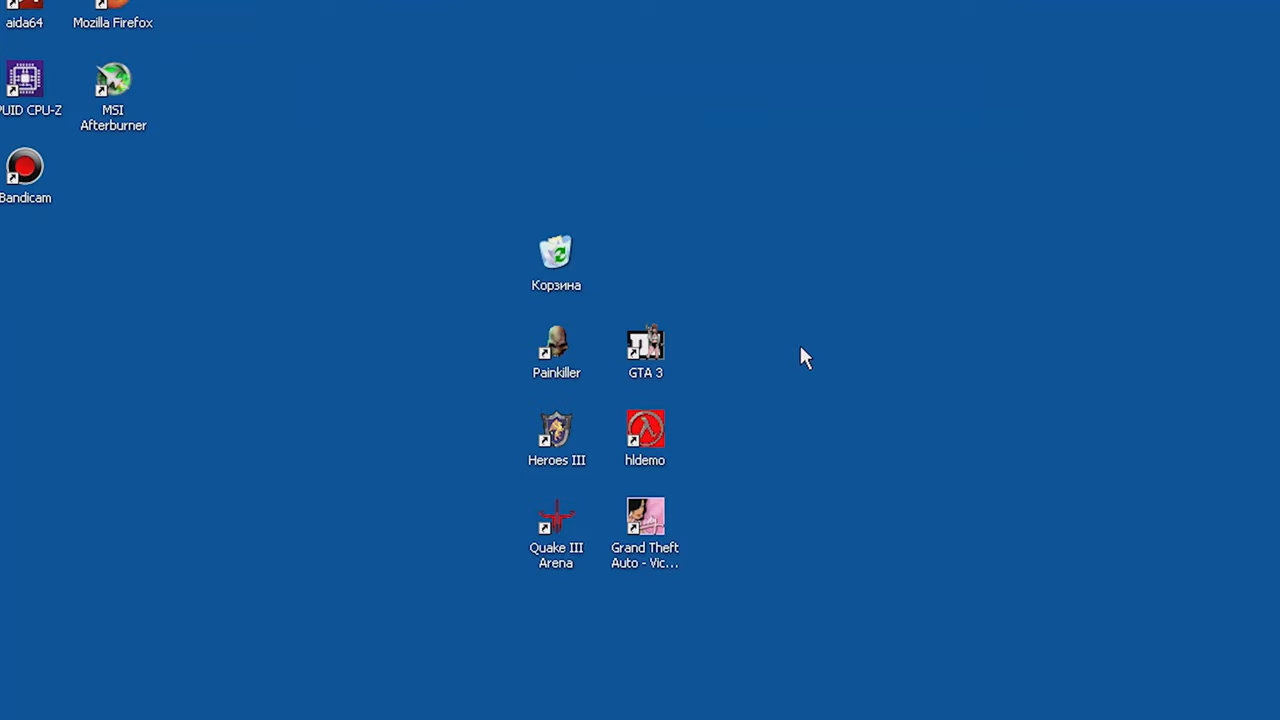 aida64
Mozilla Firefox
PUID CPU-Z
MSI
Afterburner
Bandicam
Корзина
Painkiller
GTA 3
Heroes III
hldemo
Quake III
Arena
Grand Theft
Auto - Vic...